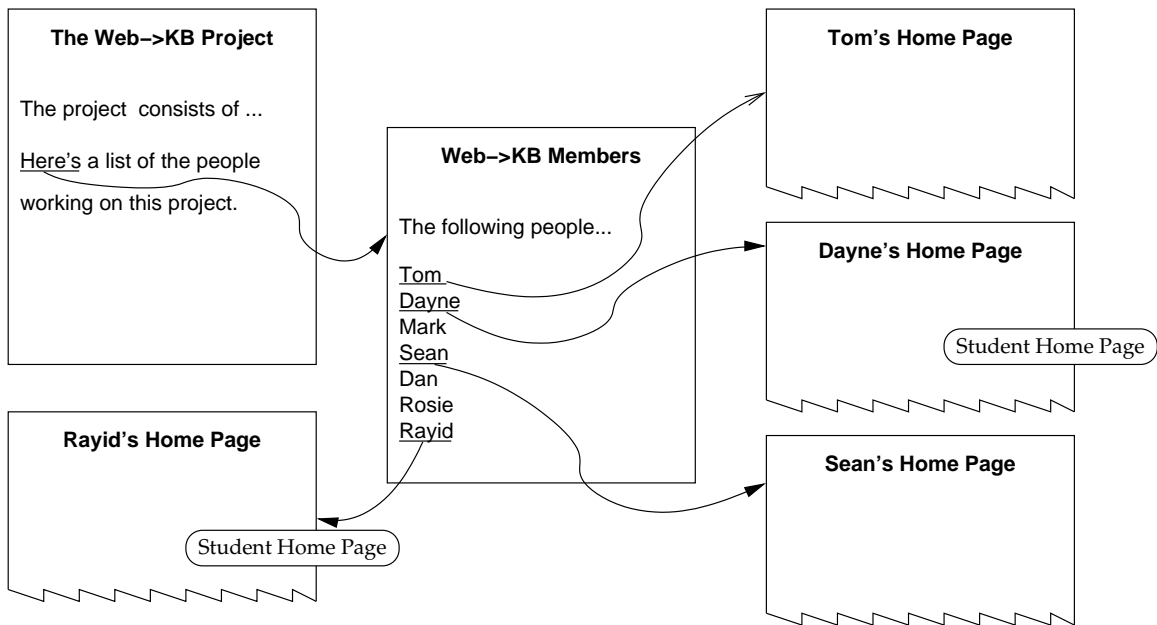 The Web–>KB Project
The project consists of ...
Here's a list of the people
working on this project.
Web–>KB Members
The following people...
Tom
Dayne
Mark
Sean
Dan
Rosie
Rayid
Tom's Home Page
Dayne's Home Page
Student Home Page
Rayid's Home Page
Student Home Page
Sean's Home Page